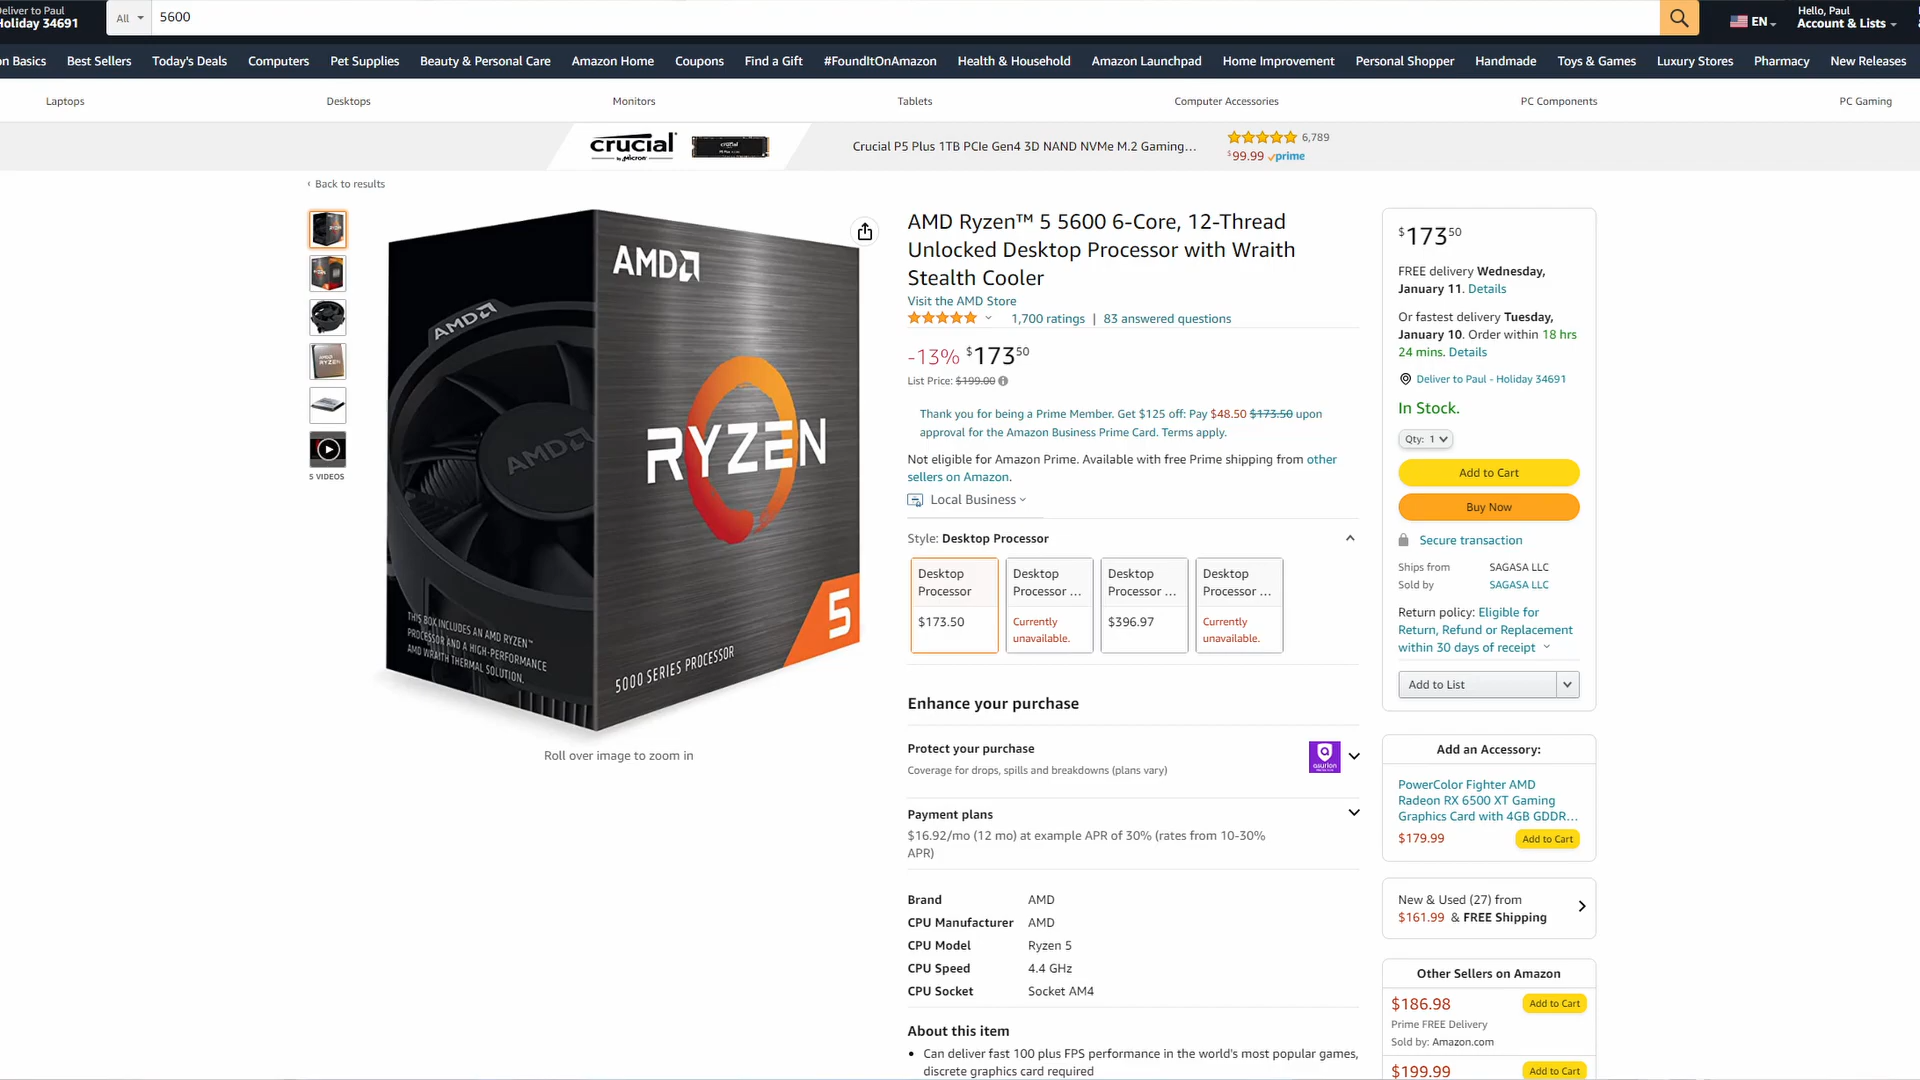 Deliver to Paul
Holiday 34691
All
5600
EN
Hello, Paul
Account & Lists
Basics
Best Sellers
Today's Deals
Computers
Pet Supplies
Beauty & Personal Care
Amazon Home
Coupons
Find a Gift
#FoundItOnAmazon
Health & Household
Amazon Launchpad
Home Improvement
Personal Shopper
Handmade
Toys & Games
Luxury Stores
Pharmacy
New Releases
Laptops
Desktops
Monitors
Tablets
Computer Accessories
PC Components
PC Gaming
crucial
by Micron
Crucial P5 Plus 1TB PCIe Gen4 3D NAND NVMe M.2 Gaming...
6,789
$99.99 prime
‹ Back to results
5 VIDEOS
AMD
AMD
AMD
RYZEN
5
THIS BOX INCLUDES AN AMD RYZEN™
PROCESSOR AND A HIGH-PERFORMANCE
AMD WRAITH THERMAL SOLUTION.
5000 SERIES PROCESSOR
Roll over image to zoom in
AMD Ryzen™ 5 5600 6-Core, 12-Thread
Unlocked Desktop Processor with Wraith
Stealth Cooler
Visit the AMD Store
1,700 ratings | 83 answered questions
-13% $173 50
List Price: $199.00
Thank you for being a Prime Member. Get $125 off: Pay $48.50 $173.50 upon
approval for the Amazon Business Prime Card. Terms apply.
Not eligible for Amazon Prime. Available with free Prime shipping from other
sellers on Amazon.
Local Business
Style: Desktop Processor
Desktop
Processor
$173.50
Desktop
Processor ...
Currently
unavailable.
Desktop
Processor ...
$396.97
Desktop
Processor ...
Currently
unavailable.
Enhance your purchase
Protect your purchase
Coverage for drops, spills and breakdowns (plans vary)
asurion
Payment plans
$16.92/mo (12 mo) at example APR of 30% (rates from 10-30%
APR)
Brand AMD
CPU Manufacturer AMD
CPU Model Ryzen 5
CPU Speed 4.4 GHz
CPU Socket Socket AM4
About this item
• Can deliver fast 100 plus FPS performance in the world's most popular games,
discrete graphics card required
$173 50
FREE delivery Wednesday,
January 11. Details
Or fastest delivery Tuesday,
January 10. Order within 18 hrs
24 mins. Details
Deliver to Paul - Holiday 34691
In Stock.
Qty: 1
Add to Cart
Buy Now
Secure transaction
Ships from SAGASA LLC
Sold by SAGASA LLC
Return policy: Eligible for
Return, Refund or Replacement
within 30 days of receipt
Add to List
Add an Accessory:
PowerColor Fighter AMD
Radeon RX 6500 XT Gaming
Graphics Card with 4GB GDDR...
$179.99
Add to Cart
New & Used (27) from
$161.99 & FREE Shipping
Other Sellers on Amazon
$186.98
Add to Cart
Prime FREE Delivery
Sold by: Amazon.com
$199.99
Add to Cart